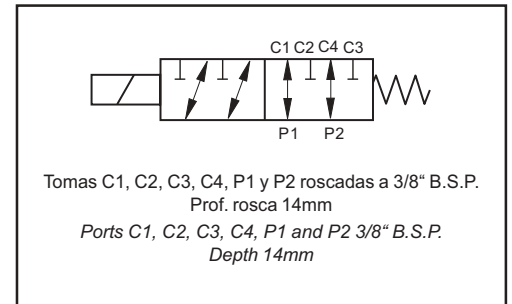 C1 C2 C4 C3
P1 P2
Tomas C1, C2, C3, C4, P1 y P2 roscadas a 3/8“ B.S.P.
Prof. rosca 14mm
Ports C1, C2, C3, C4, P1 and P2 3/8“ B.S.P.
Depth 14mm